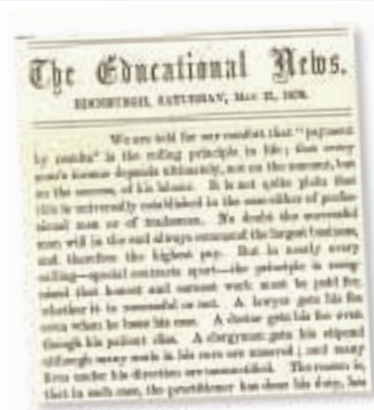 The Educational News.
EDINBURGH, SATURDAY, MAY 27, 1876.
We are told for our comfort that "payment
by results" is the ruling principle in life; that every
man's income depends ultimately, not on the amount, but
on the success, of his labour. It is not quite plain that
this is universally established in the case either of profes-
sional man or of tradesman. No doubt the successful
man will in the end always command the largest business,
and therefore the highest pay. But in nearly every
calling—special contracts apart—the principle is recog-
nised that honest and earnest work must be paid for,
whether it is successful or not. A lawyer gets his fee
even when he loses his case. A doctor gets his fee even
though his patient dies. A clergyman gets his stipend
although many souls in his care are unsaved; and many
lives under his direction are unsanctified. The reason is,
that in each case, the practitioner has done his duty, has